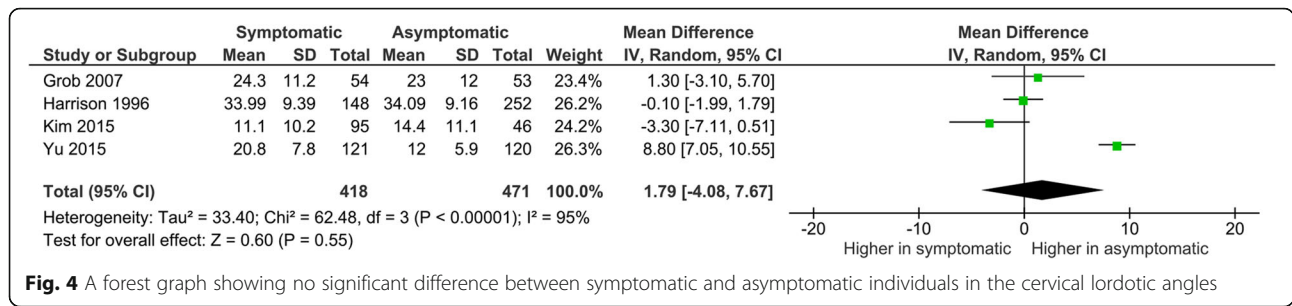 Symptomatic Asymptomatic Mean Difference Mean Difference
Study or Subgroup Mean SD Total Mean SD Total Weight IV, Random, 95% CI IV, Random, 95% CI
Grob 2007 24.3 11.2 54 23 12 53 23.4% 1.30 [-3.10, 5.70]
Harrison 1996 33.99 9.39 148 34.09 9.16 252 26.2% -0.10 [-1.99, 1.79]
Kim 2015 11.1 10.2 95 14.4 11.1 46 24.2% -3.30 [-7.11, 0.51]
Yu 2015 20.8 7.8 121 12 5.9 120 26.3% 8.80 [7.05, 10.55]
Total (95% CI) 418 471 100.0% 1.79 [-4.08, 7.67]
Heterogeneity: Tau² = 33.40; Chi² = 62.48, df = 3 (P < 0.00001); I² = 95%
Test for overall effect: Z = 0.60 (P = 0.55)
-20 -10 0 10 20
Higher in symptomatic Higher in asymptomatic
Fig. 4 A forest graph showing no significant difference between symptomatic and asymptomatic individuals in the cervical lordotic angles